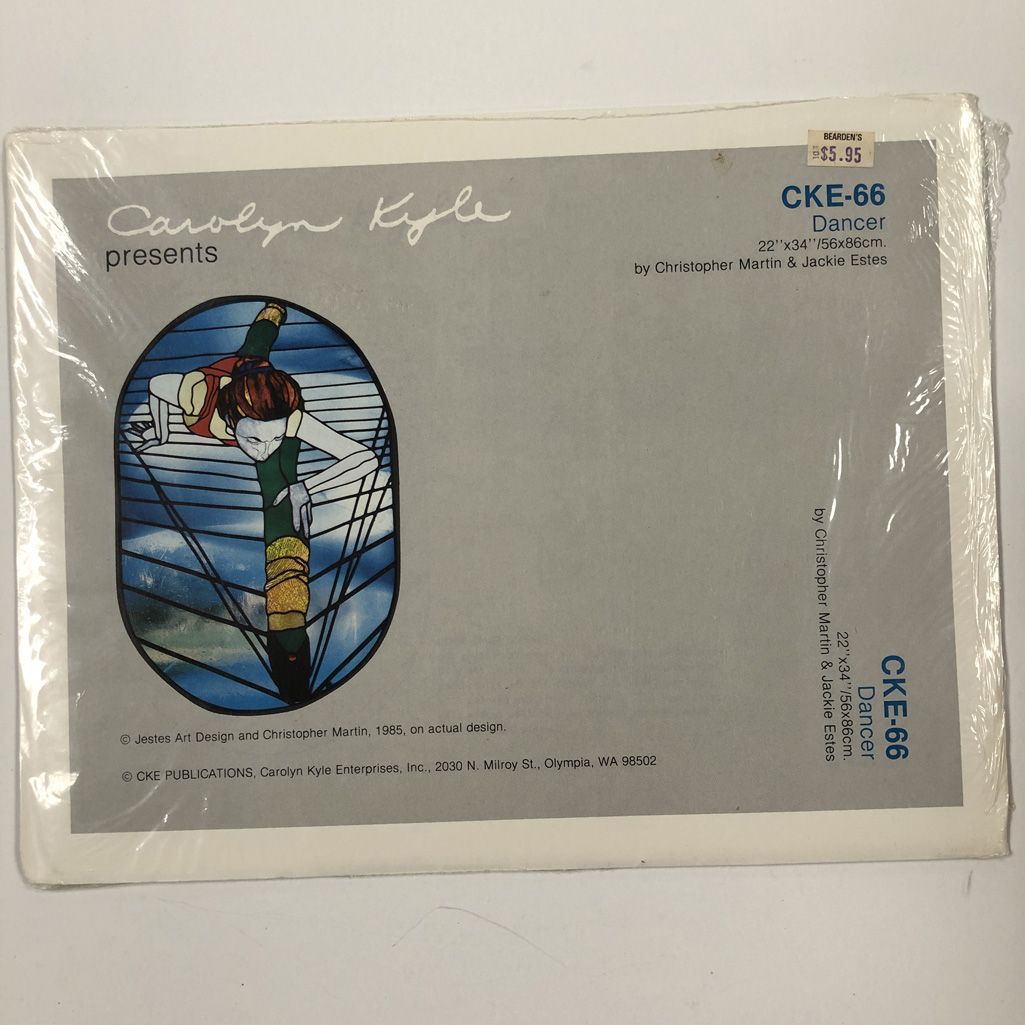 BEARDEN'S
$5.95
Carolyn Kyle
presents
CKE-66
Dancer
22''x34''/56x86cm.
by Christopher Martin & Jackie Estes
CKE-66
Dancer
22''x34''/56x86cm.
by Christopher Martin & Jackie Estes
© Jestes Art Design and Christopher Martin, 1985, on actual design.
© CKE PUBLICATIONS, Carolyn Kyle Enterprises, Inc., 2030 N. Milroy St., Olympia, WA 98502